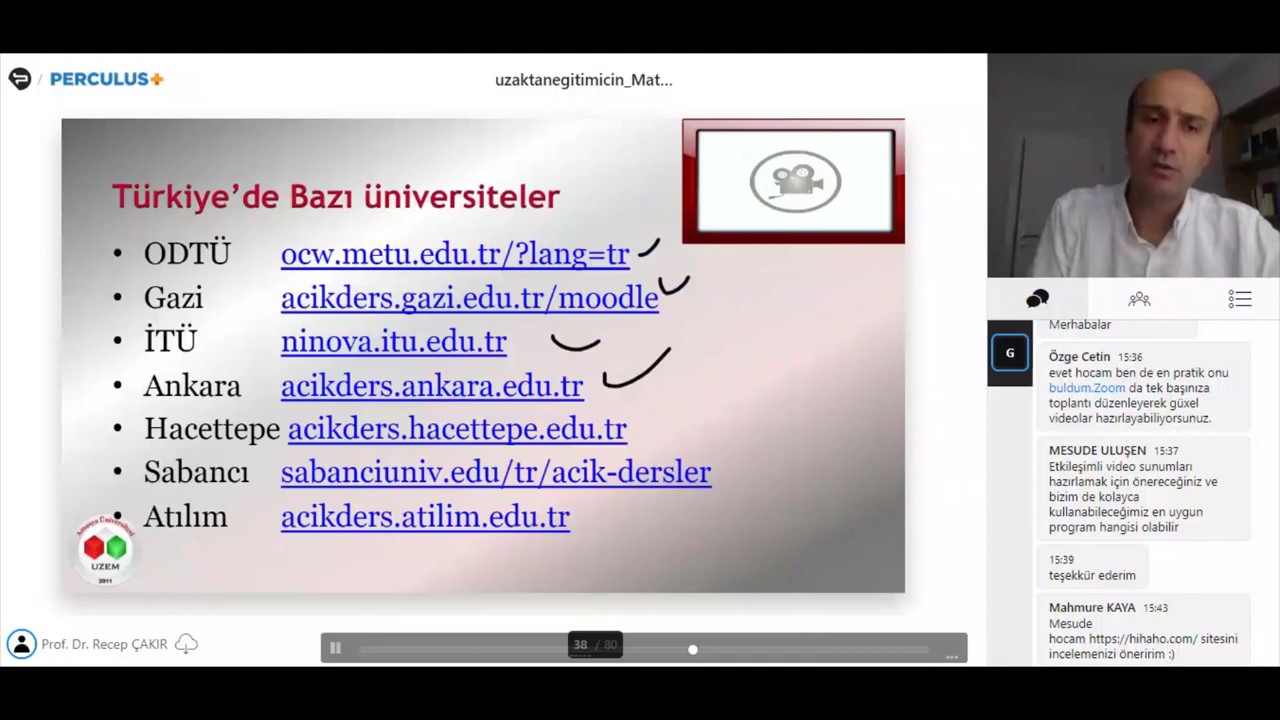 PERCULUS+
uzaktanegitimicin_Mat...
Türkiye’de Bazı üniversiteler
• ODTÜ ocw.metu.edu.tr/?lang=tr
• Gazi acikders.gazi.edu.tr/moodle
• İTÜ ninova.itu.edu.tr
• Ankara acikders.ankara.edu.tr
• Hacettepe acikders.hacettepe.edu.tr
• Sabancı sabanciuniv.edu/tr/acik-dersler
• Atılım acikders.atilim.edu.tr
Amasya Üniversitesi
UZEM
2011
Prof. Dr. Recep ÇAKIR
38 / 80
Merhabalar
G
Özge Cetin 15:36
evet hocam ben de en pratik onu
buldum.Zoom da tek başınıza
toplantı düzenleyerek güxel
videolar hazırlayabiliyorsunuz.
MESUDE ULUŞEN 15:37
Etkileşimli video sunumları
hazırlamak için önereceğiniz ve
bizim de kolayca
kullanabileceğimiz en uygun
program hangisi olabilir
15:39
teşekkür ederim
Mahmure KAYA 15:43
Mesude
hocam https://hihaho.com/ sitesini
incelemenizi öneririm :)